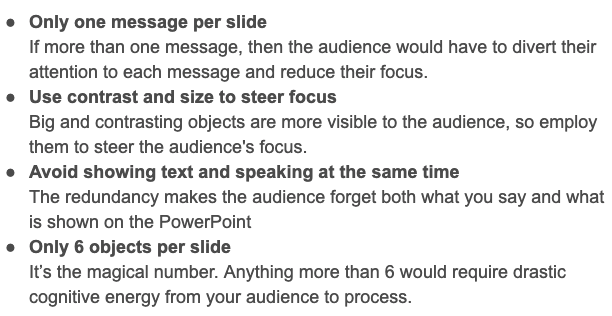 ● Only one message per slide
If more than one message, then the audience would have to divert their
attention to each message and reduce their focus.
● Use contrast and size to steer focus
Big and contrasting objects are more visible to the audience, so employ
them to steer the audience's focus.
● Avoid showing text and speaking at the same time
The redundancy makes the audience forget both what you say and what
is shown on the PowerPoint
● Only 6 objects per slide
It's the magical number. Anything more than 6 would require drastic
cognitive energy from your audience to process.